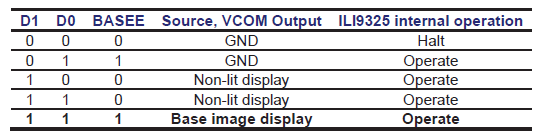 D1 D0 BASEE Source, VCOM Output ILI9325 internal operation
0 0 0 GND Halt
0 1 1 GND Operate
1 0 0 Non-lit display Operate
1 1 0 Non-lit display Operate
1 1 1 Base image display Operate